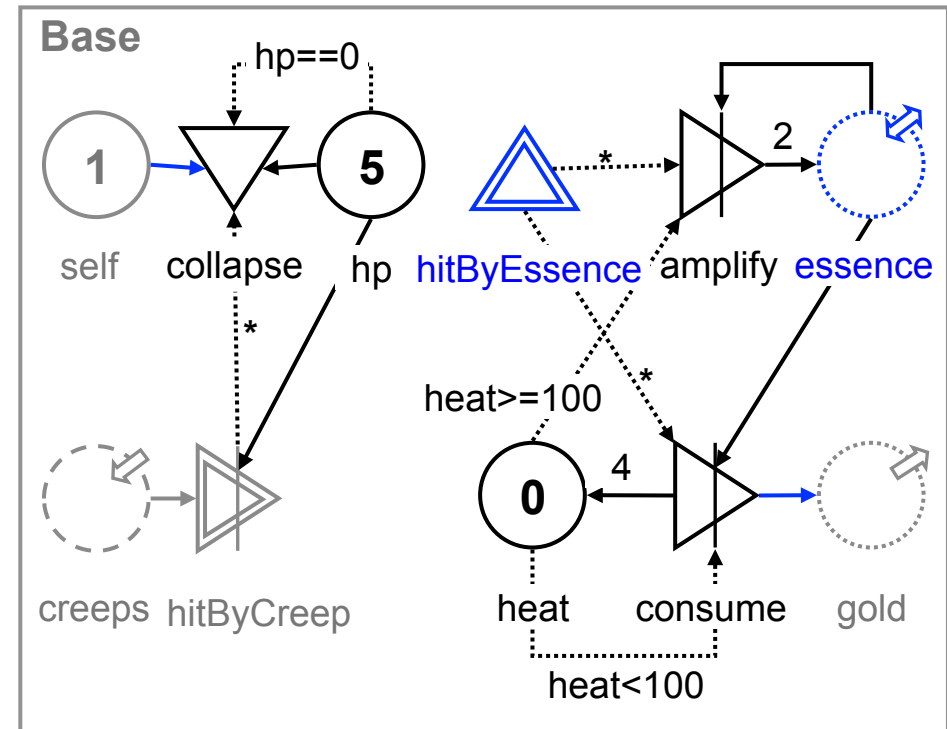 Base
hp==0
1
5
*
2
self
collapse
hp
hitByEssence
amplify
essence
*
*
heat>=100
4
0
creeps
hitByCreep
heat
consume
gold
heat<100